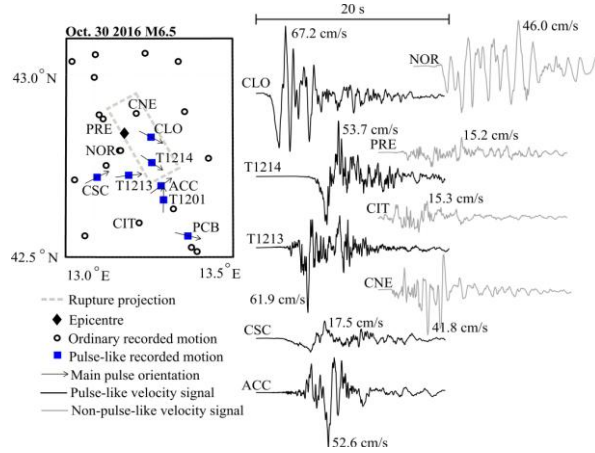 Oct. 30 2016 M6.5
43.0°N
42.5°N
13.0°E
13.5°E
CNE
PRE
CLO
NOR
T1214
CSC
T1213
ACC
T1201
CIT
PCB
Rupture projection
Epicentre
Ordinary recorded motion
Pulse-like recorded motion
Main pulse orientation
Pulse-like velocity signal
Non-pulse-like velocity signal
20 s
67.2 cm/s
CLO
53.7 cm/s
T1214
T1213
61.9 cm/s
CSC
17.5 cm/s
ACC
52.6 cm/s
46.0 cm/s
NOR
15.2 cm/s
PRE
15.3 cm/s
CIT
CNE
41.8 cm/s